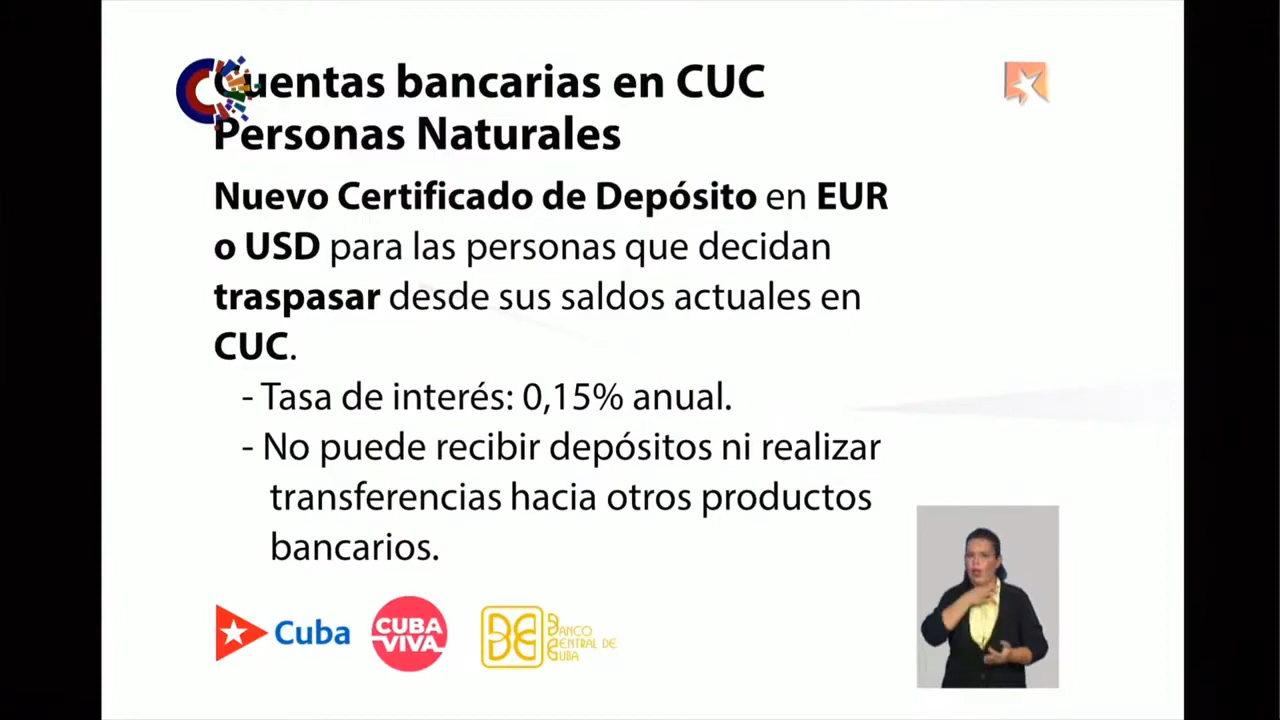 Cuentas bancarias en CUC
Personas Naturales
Nuevo Certificado de Depósito en EUR
o USD para las personas que decidan
traspasar desde sus saldos actuales en
CUC.
- Tasa de interés: 0,15% anual.
- No puede recibir depósitos ni realizar
transferencias hacia otros productos
bancarios.
Cuba
CUBA
VIVA
BANCO
CENTRAL DE
CUBA